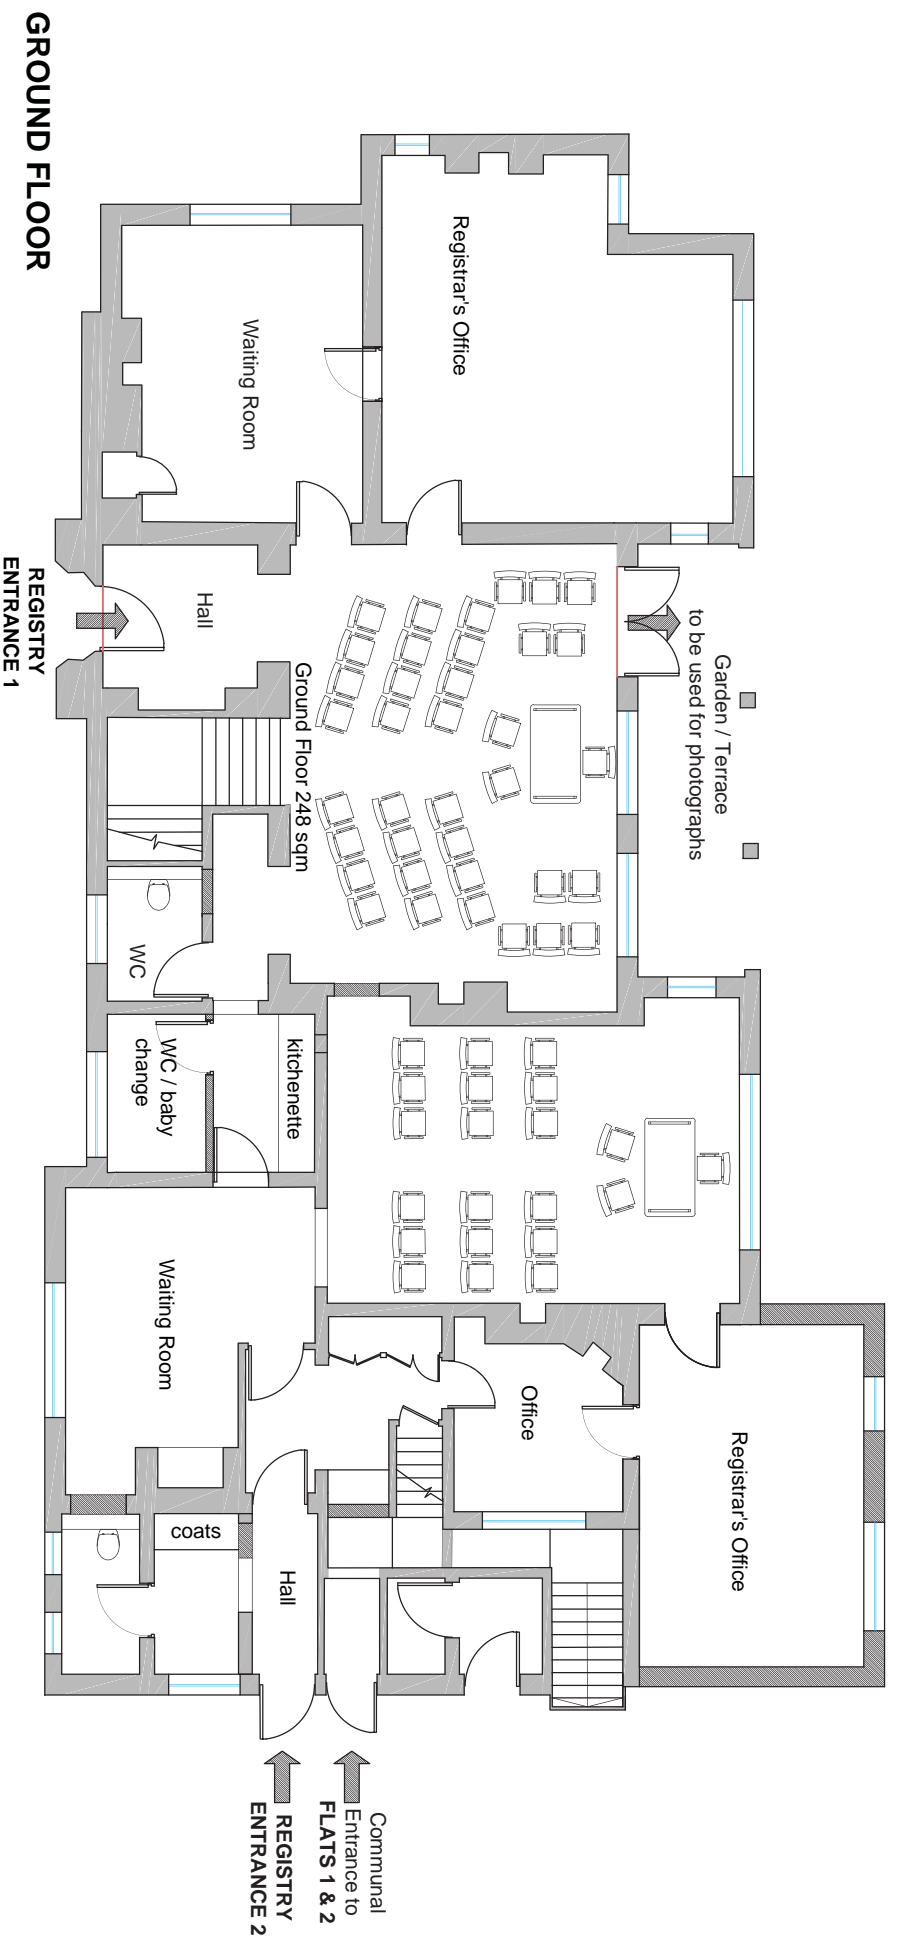 GROUND FLOOR
Registrar's Office
Waiting Room
Hall
REGISTRY
ENTRANCE 1
Garden / Terrace
to be used for photographs
Ground Floor 248 sqm
WC
WC / baby
change
kitchenette
Waiting Room
Office
Registrar's Office
coats
Hall
Communal
Entrance to
FLATS 1 & 2
REGISTRY
ENTRANCE 2